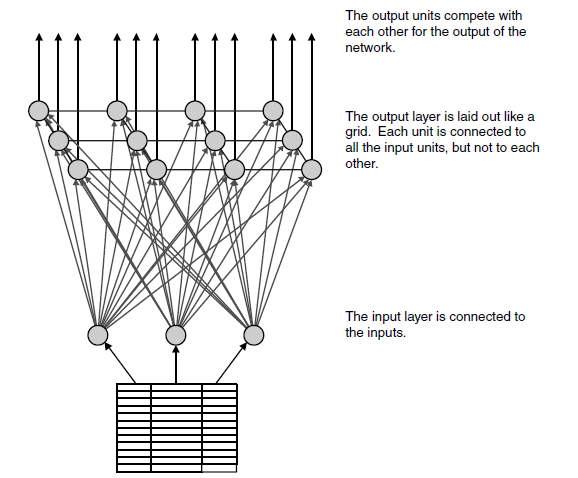 The output units compete with
each other for the output of the
network.
The output layer is laid out like a
grid.  Each unit is connected to
all the input units, but not to each
other.
The input layer is connected to
the inputs.